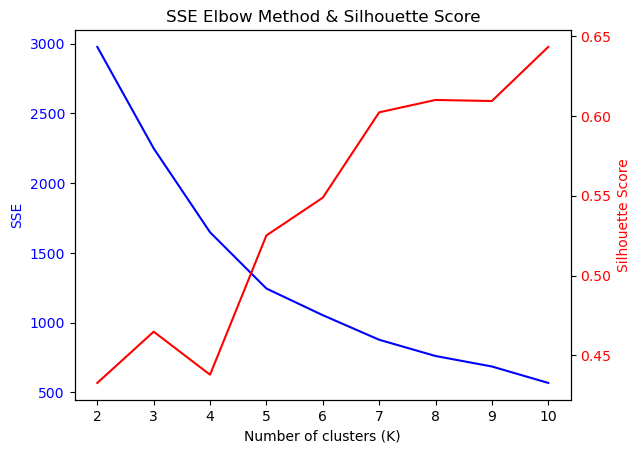 SSE Elbow Method & Silhouette Score
3000
2500
2000
1500
1000
500
SSE
0.65
0.60
0.55
0.50
0.45
Silhouette Score
2 3 4 5 6 7 8 9 10
Number of clusters (K)